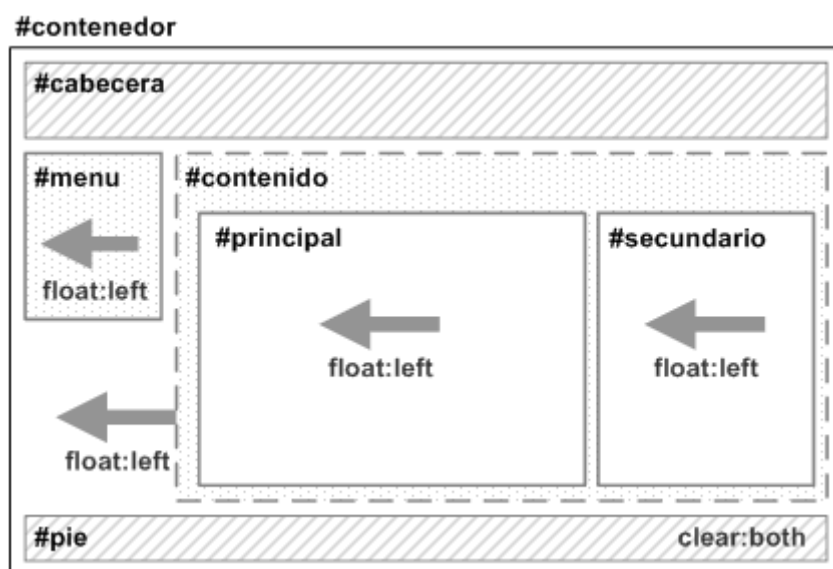 #contenedor
#cabecera
#menu
float:left
#contenido
#principal
float:left
#secundario
float:left
float:left
#pie
clear:both